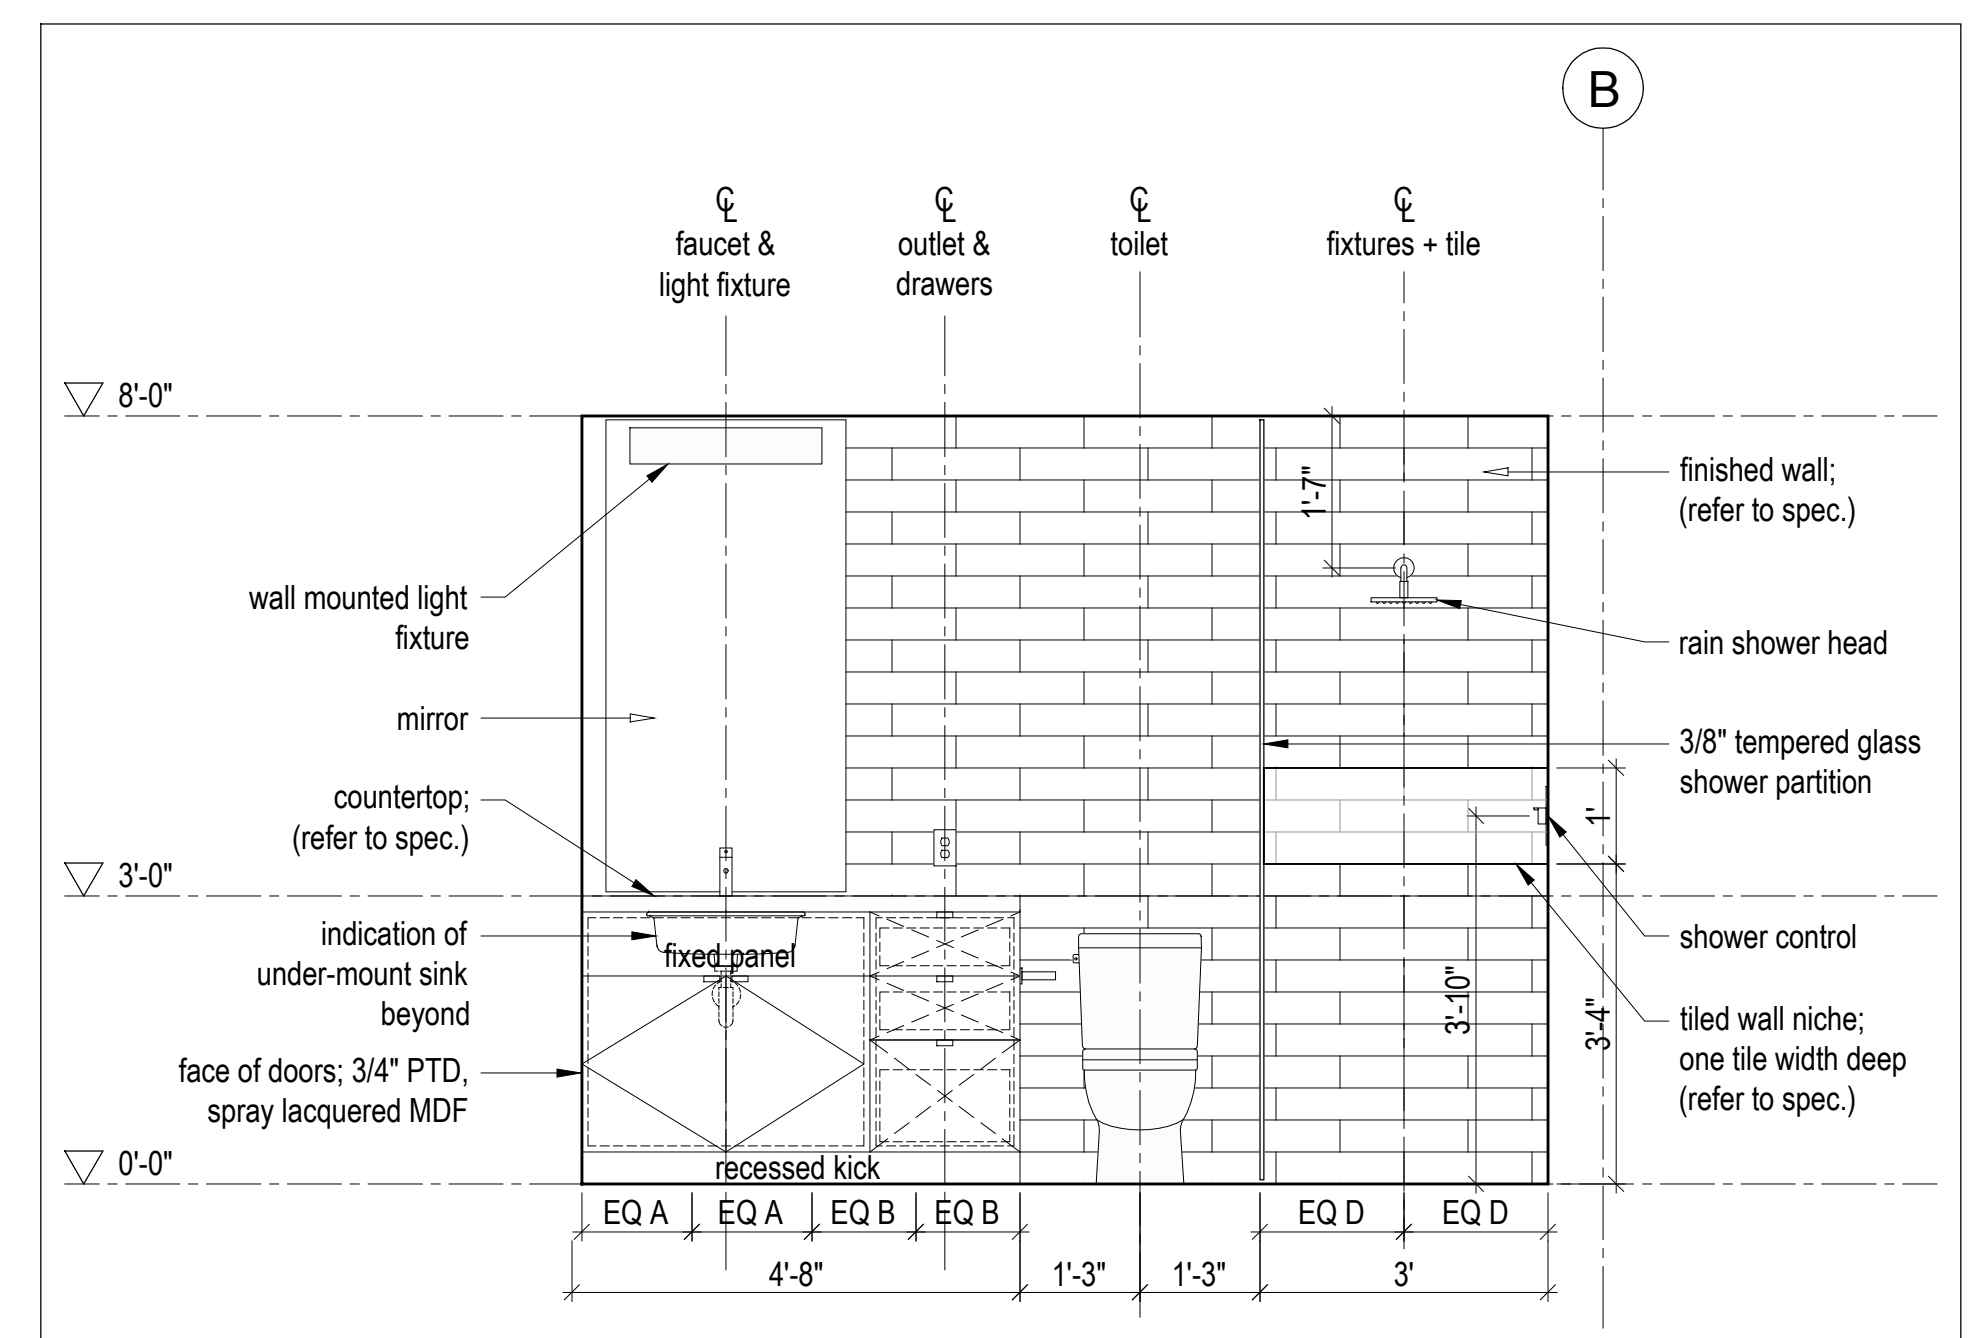 B
℄
faucet &
light fixture
℄
outlet &
drawers
℄
toilet
℄
fixtures + tile
8'-0"
3'-0"
0'-0"
wall mounted light
fixture
mirror
countertop;
(refer to spec.)
indication of
under-mount sink
beyond
face of doors; 3/4" PTD,
spray lacquered MDF
fixed panel
recessed kick
1'-7"
3'-10"
1'
3'-4"
finished wall;
(refer to spec.)
rain shower head
3/8" tempered glass
shower partition
shower control
tiled wall niche;
one tile width deep
(refer to spec.)
EQ A EQ A EQ B EQ B EQ D EQ D
4'-8" 1'-3" 1'-3" 3'